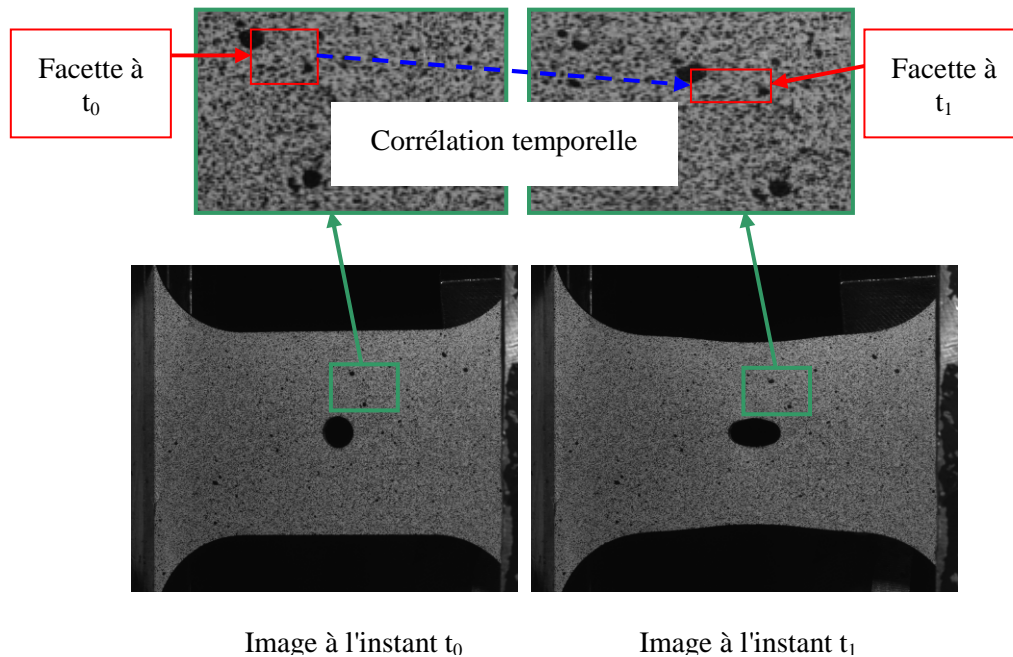 Facette à
t₀
Facette à
t₁
Corrélation temporelle
Image à l'instant t₀
Image à l'instant t₁